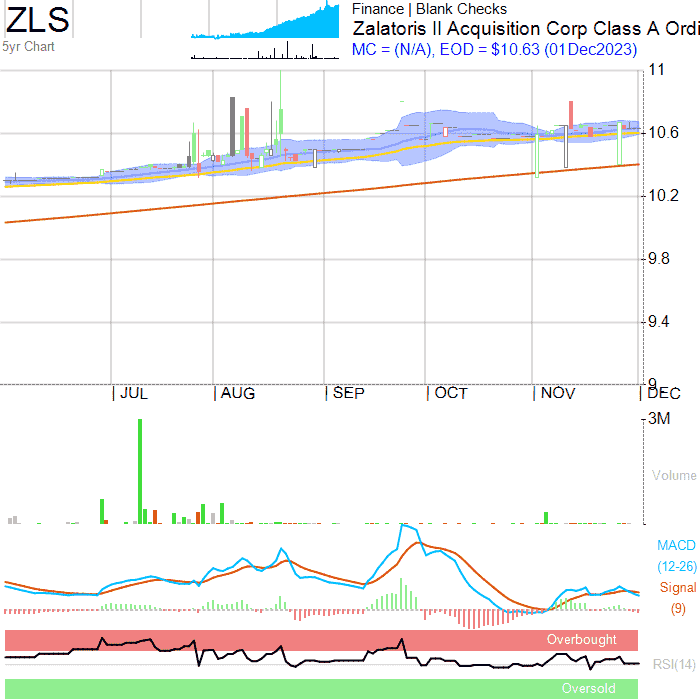 ZLS
5yr Chart
Finance | Blank Checks
Zalatoris II Acquisition Corp Class A Ordi
MC = (N/A), EOD = $10.63 (01Dec2023)
11
10.6
10.2
9.8
9.4
9
JUL AUG SEP OCT NOV DEC
3M
Volume
MACD
(12-26)
Signal
(9)
Overbought
RSI(14)
Oversold